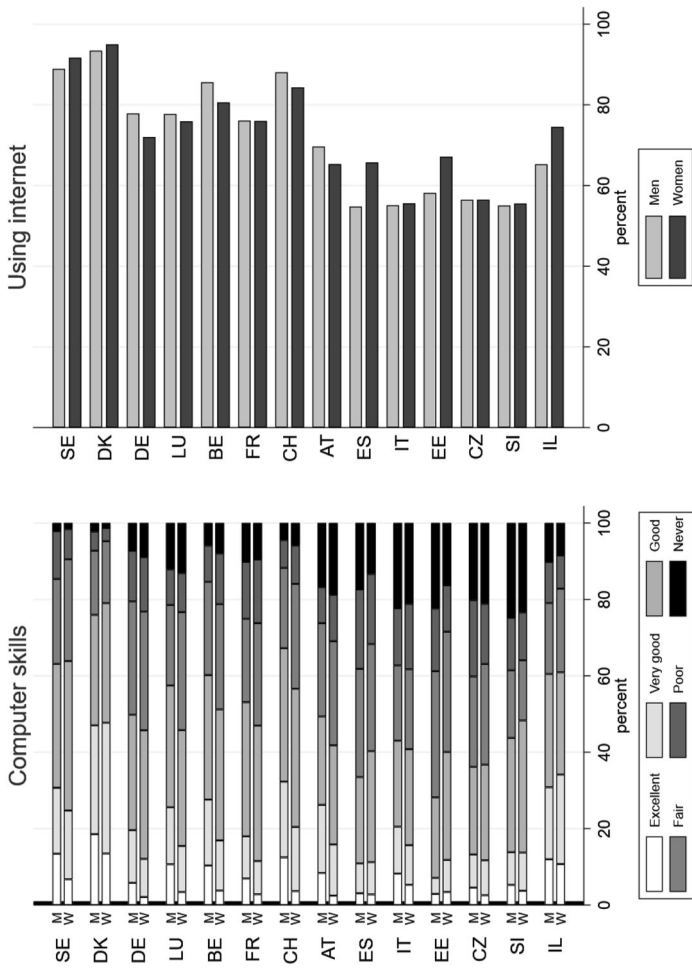 Computer skills
SE
M
W
DK
M
W
DE
M
W
LU
M
W
BE
M
W
FR
M
W
CH
M
W
AT
M
W
ES
M
W
IT
M
W
EE
M
W
CZ
M
W
SI
M
W
IL
M
W
0 20 40 60 80 100
percent
Excellent Very good Good
Fair Poor Never
Using internet
SE
DK
DE
LU
BE
FR
CH
AT
ES
IT
EE
CZ
SI
IL
0 20 40 60 80 100
percent
Men
Women